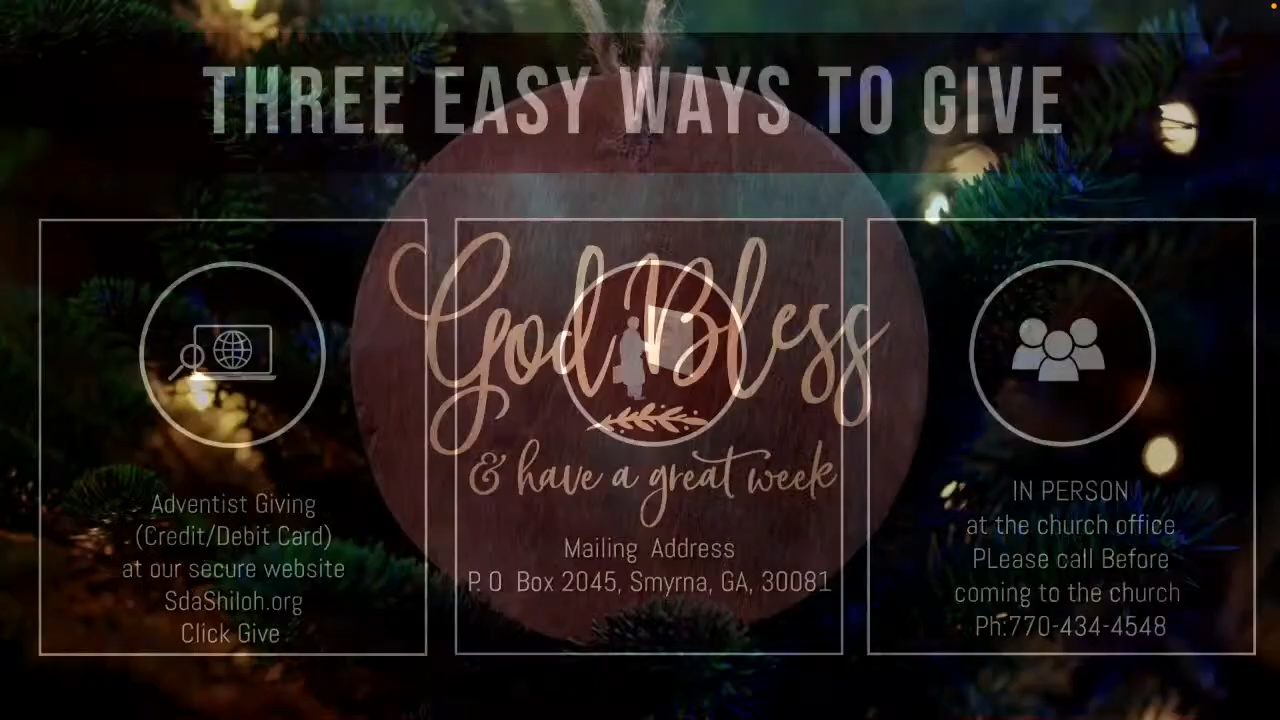 THREE EASY WAYS TO GIVE
God Bless
& have a great week
Adventist Giving
(Credit/Debit Card)
at our secure website
SdaShiloh.org
Click Give
Mailing Address
P. O Box 2045, Smyrna, GA, 30081
IN PERSON
at the church office
PLease call Before
coming to the church
Ph:770-434-4548